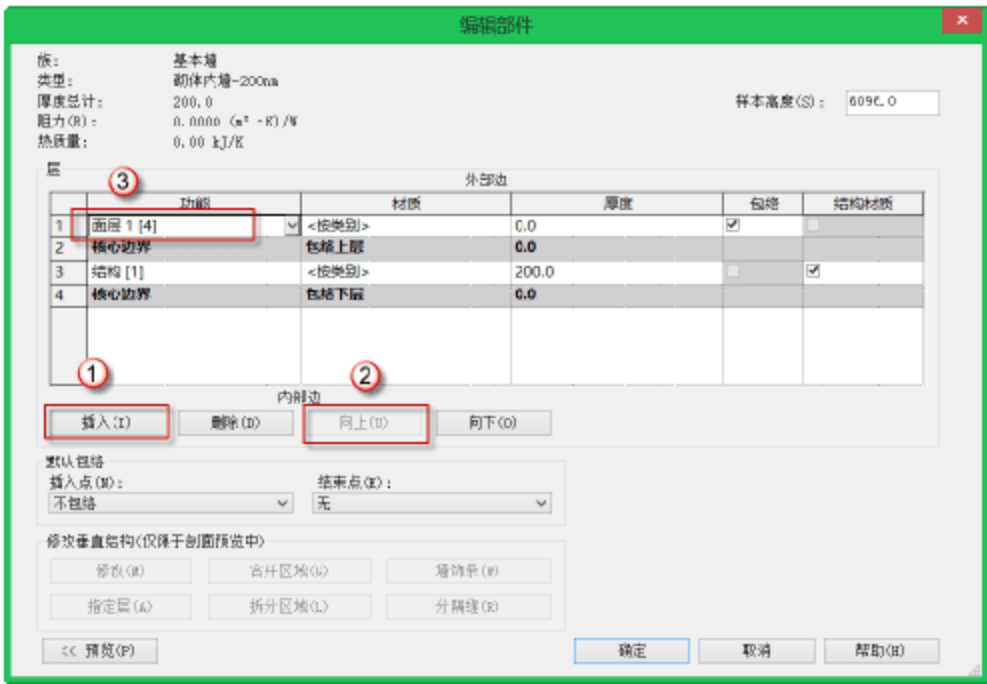 编辑部件
族: 基本墙
类型: 砌体内墙-200mm
厚度总计: 200.0 样本高度(S): 6096.0
阻力(R): 0.0000 (m²·K)/W
热质量: 0.00 kJ/K
层
外部边
③
功能 材质 厚度 包络 结构材质
1 面层 1 [4] <按类别> 0.0
2 核心边界 包络上层 0.0
3 结构 [1] <按类别> 200.0
4 核心边界 包络下层 0.0
① ②
内部边
插入(I) 删除(D) 向上(U) 向下(O)
默认包络
插入点(N): 结束点(E):
不包络 无
修改垂直结构(仅限于剖面预览中)
修改(M) 合并区域(G) 墙饰条(W)
指定层(A) 拆分区域(L) 分隔缝(R)
<< 预览(P) 确定 取消 帮助(H)